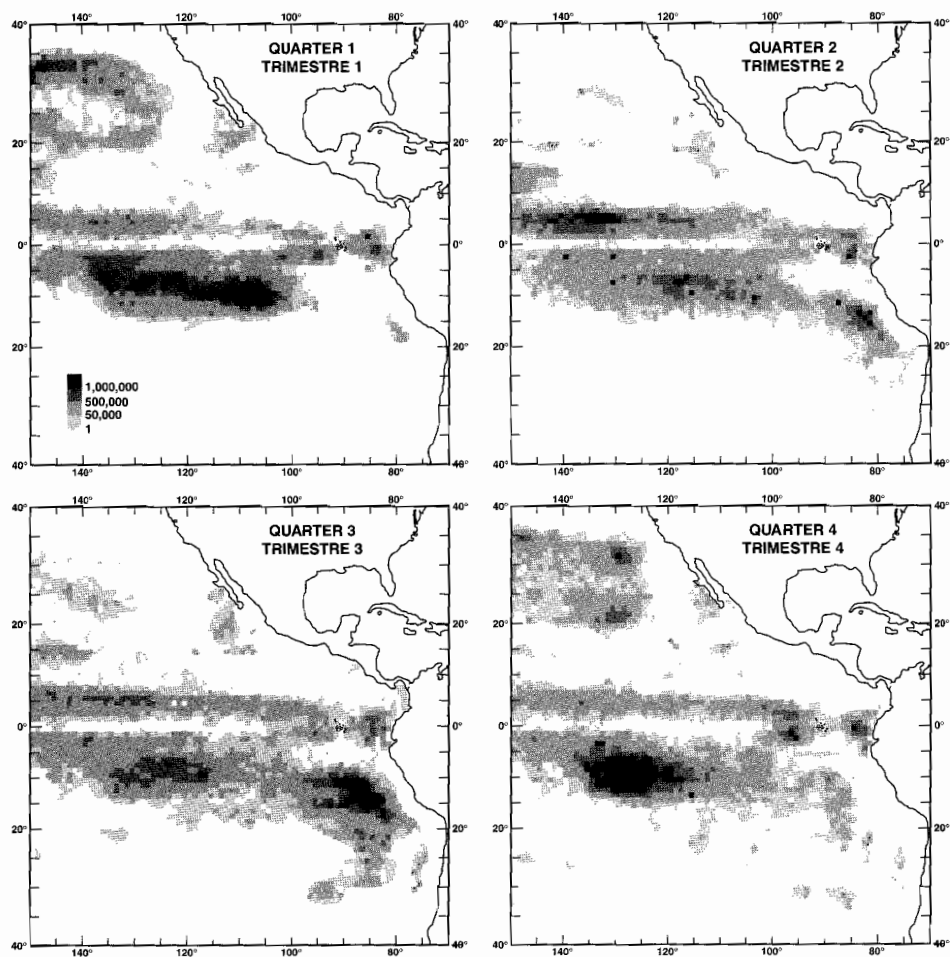 40° 140° 120° 100° 80° 40°
QUARTER 1
TRIMESTRE 1
20° 20°
0° 0°
20° 20°
1,000,000
500,000
50,000
1
40° 40°
140° 120° 100° 80°
40° 140° 120° 100° 80° 40°
QUARTER 2
TRIMESTRE 2
20° 20°
0° 0°
20° 20°
40° 40°
140° 120° 100° 80°
40° 140° 120° 100° 80° 40°
QUARTER 3
TRIMESTRE 3
20° 20°
0° 0°
20° 20°
40° 40°
140° 120° 100° 80°
40° 140° 120° 100° 80° 40°
QUARTER 4
TRIMESTRE 4
20° 20°
0° 0°
20° 20°
40° 40°
140° 120° 100° 80°